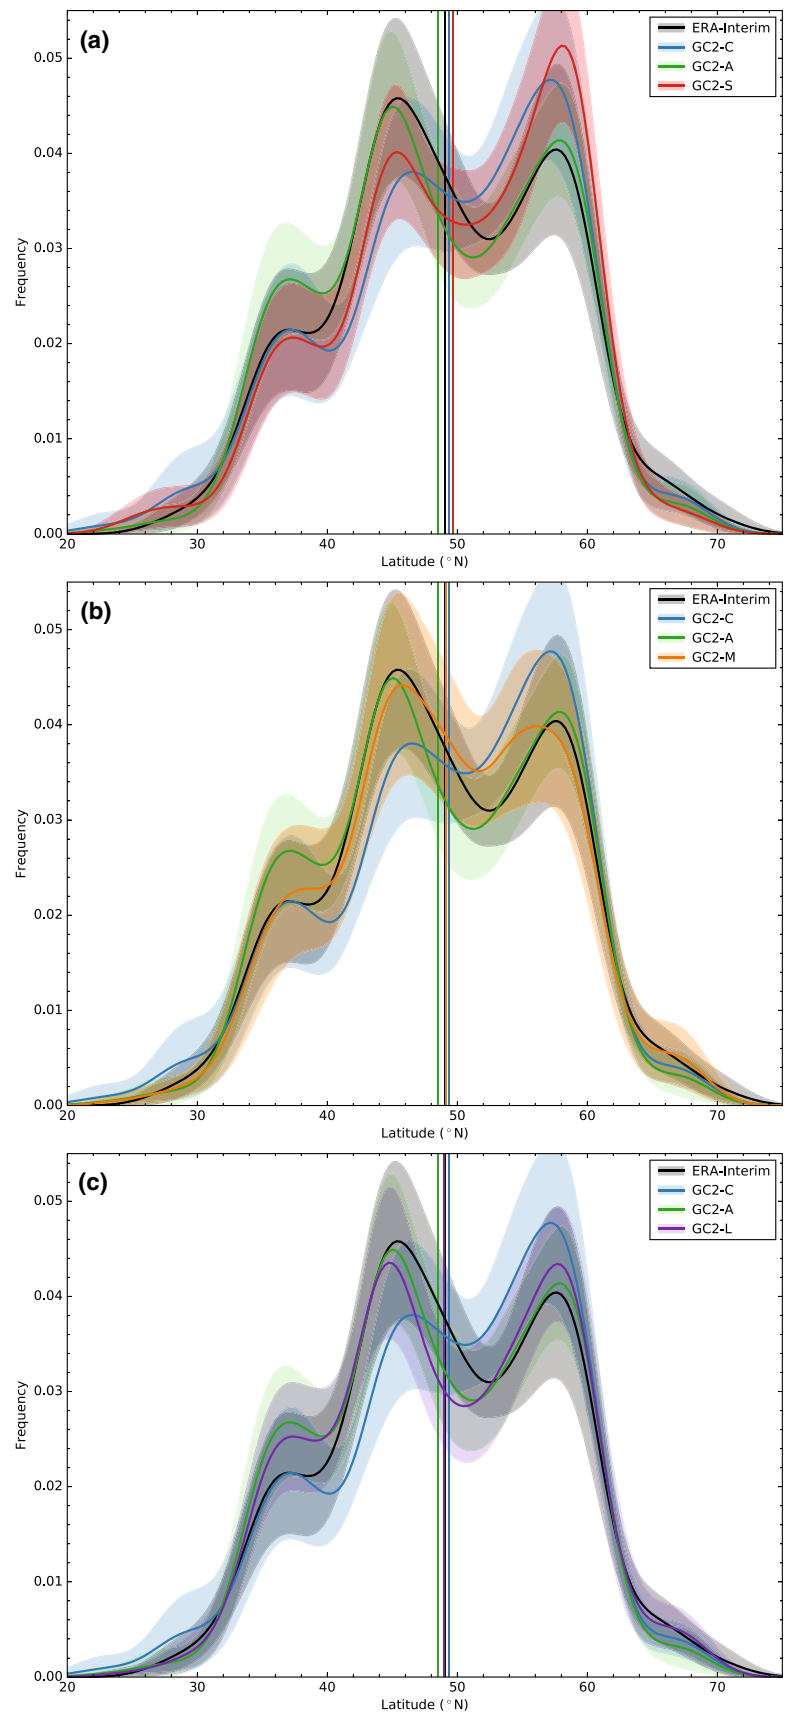 (a)
ERA-Interim
GC2-C
GC2-A
GC2-S
0.05
0.04
0.03
0.02
0.01
0.00
Frequency
20 30 40 50 60 70
Latitude (°N)
(b)
ERA-Interim
GC2-C
GC2-A
GC2-M
0.05
0.04
0.03
0.02
0.01
0.00
Frequency
20 30 40 50 60 70
Latitude (°N)
(c)
ERA-Interim
GC2-C
GC2-A
GC2-L
0.05
0.04
0.03
0.02
0.01
0.00
Frequency
20 30 40 50 60 70
Latitude (°N)